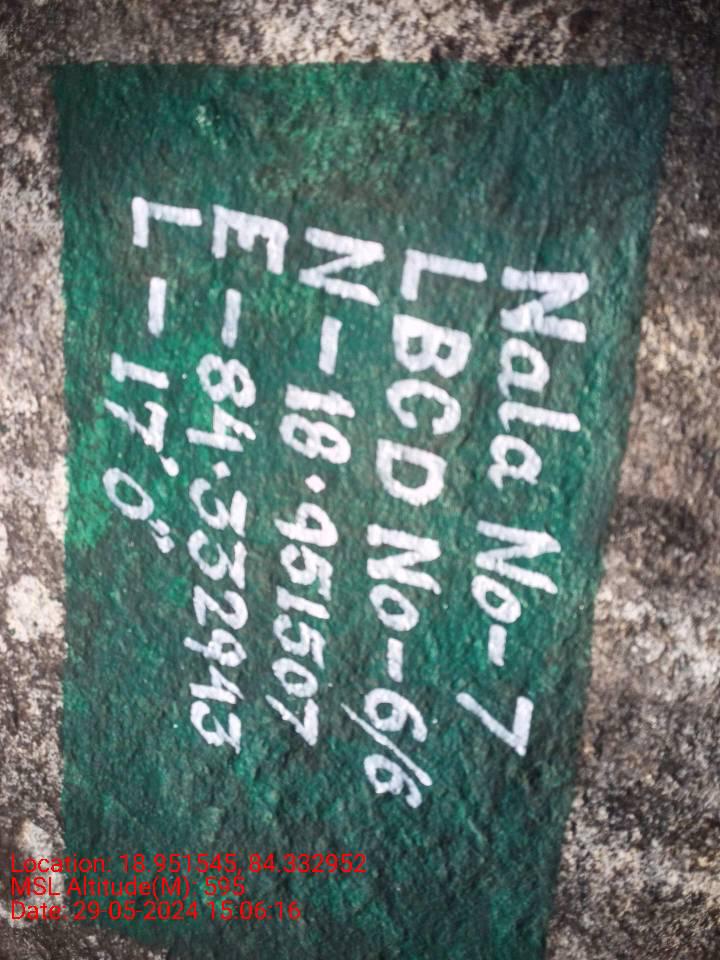 Nala No-7
LBCD No-6/6
N-18.951507
E-84.332943
L-17'0"
Location: 18.951545, 84.332952
MSL Altitude(M): 595
Date: 29-05-2024 15:06:16